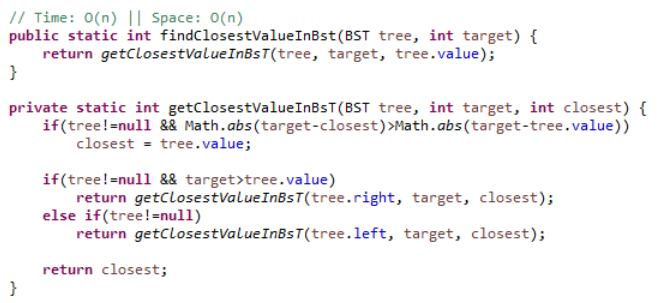 // Time: O(n) || Space: O(n)
public static int findClosestValueInBst(BST tree, int target) {
    return getClosestValueInBsT(tree, target, tree.value);
}

private static int getClosestValueInBsT(BST tree, int target, int closest) {
    if(tree!=null && Math.abs(target-closest)>Math.abs(target-tree.value))
        closest = tree.value;

    if(tree!=null && target>tree.value)
        return getClosestValueInBsT(tree.right, target, closest);
    else if(tree!=null)
        return getClosestValueInBsT(tree.left, target, closest);

    return closest;
}